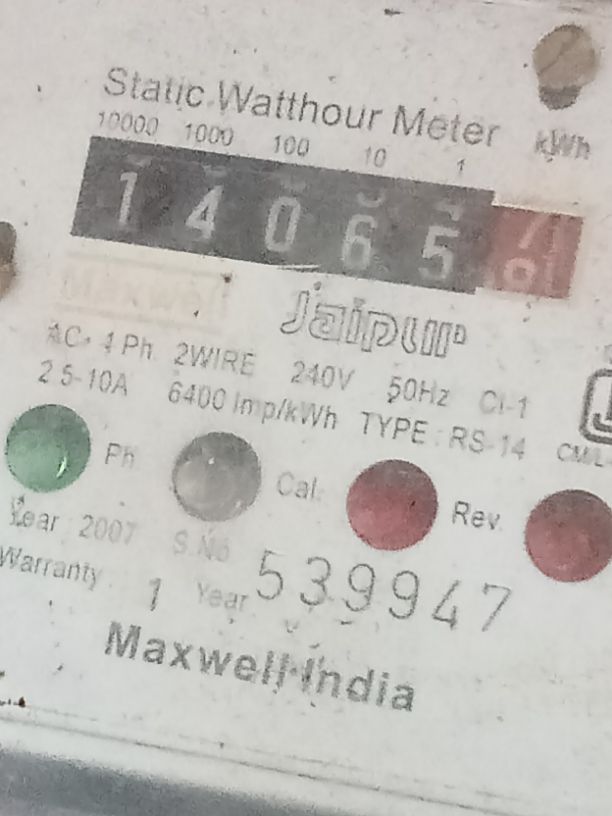 Static Watthour Meter
10000 1000 100 10 1 kWh
1 4 0 6 5
Maxwell
Jaipur
AC- 1 Ph. 2WIRE 240V 50Hz Cl-1
2.5-10A 6400 Imp/kWh TYPE : RS-14 CM/L-
Ph. Cal. Rev.
Year : 2007 S.No 539947
Warranty 1 Year
Maxwell India